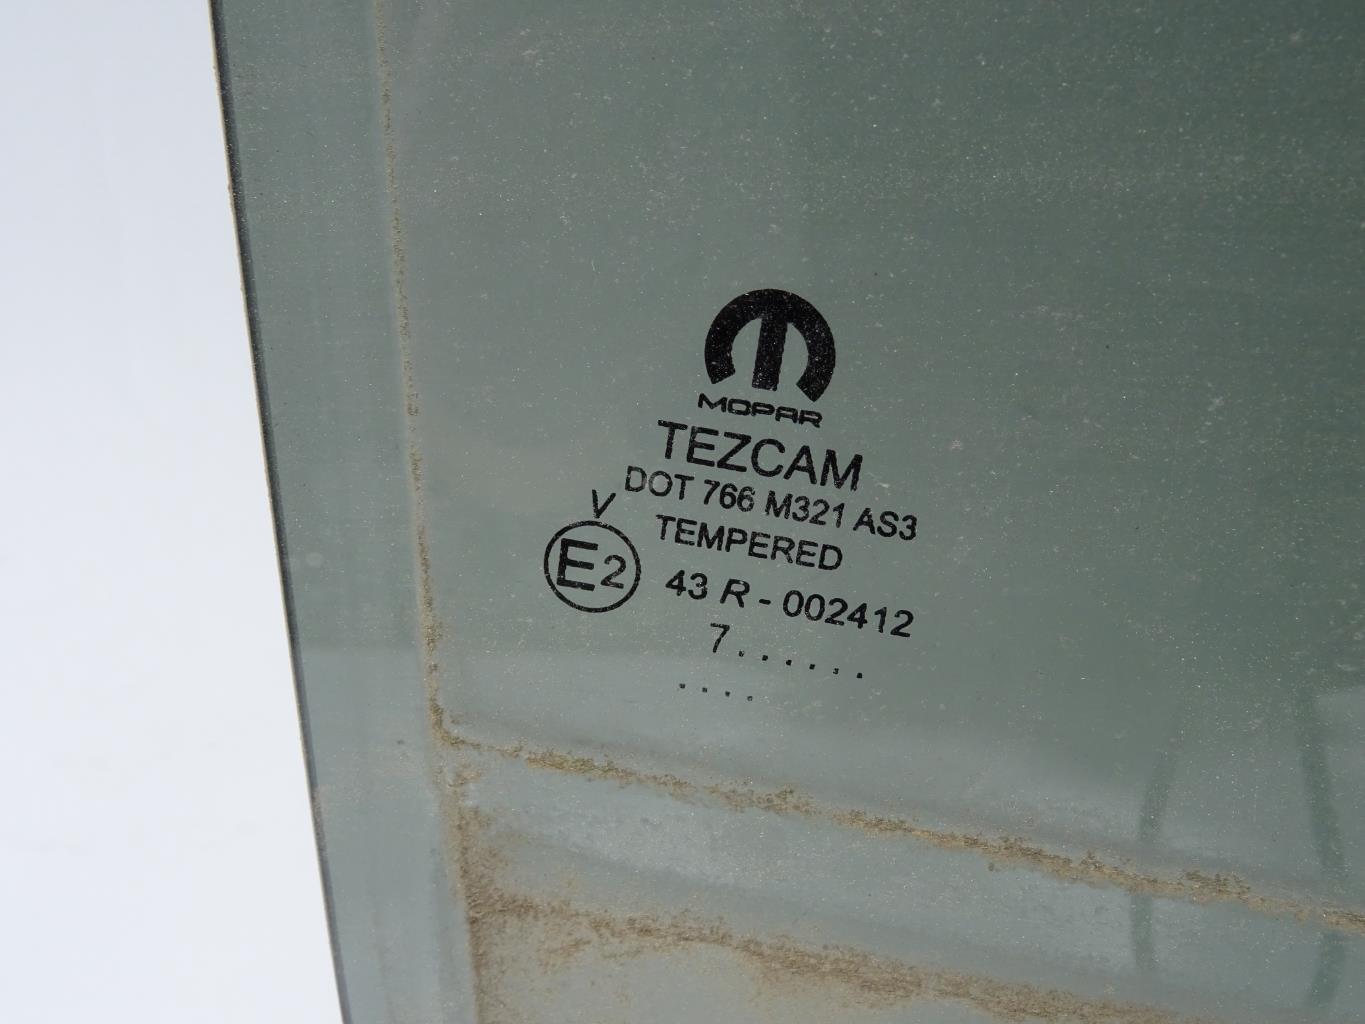 MOPAR
TEZCAM
DOT 766 M321 AS3
V
TEMPERED
E2
43 R - 002412
7......
....